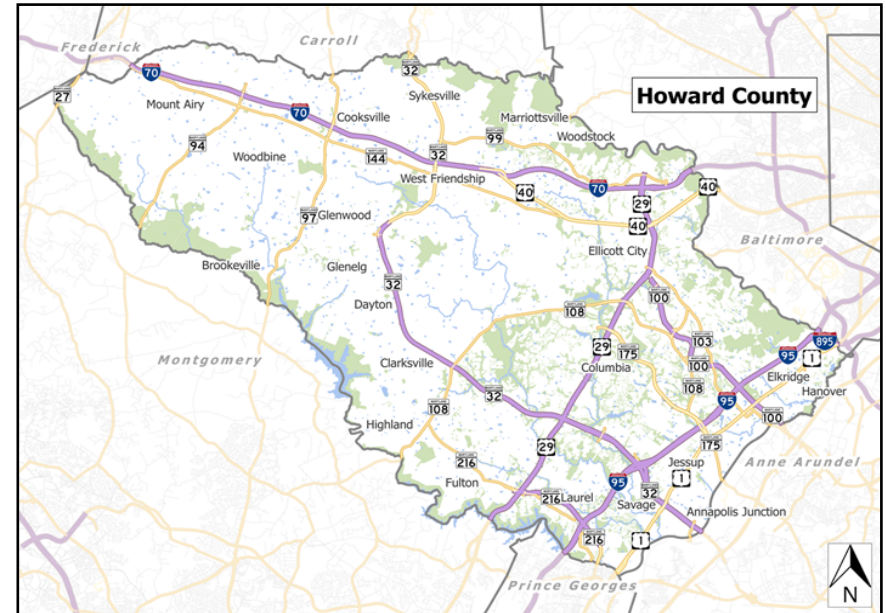 Frederick
Carroll
32
70
27
Mount Airy
Sykesville
Howard County
70
Cooksville
Marriottsville
94
99
Woodstock
Woodbine
144
32
West Friendship
40
70
40
29
97
Glenwood
40
Baltimore
Ellicott City
Brookeville
Glenelg
32
100
Dayton
108
103
895
29
175
95
1
Montgomery
Clarksville
Columbia
100
Elkridge
32
108
Hanover
108
95
100
Highland
29
175
216
Jessup
Anne Arundel
Fulton
95
1
216
Laurel
32
Savage
Annapolis Junction
216
1
Prince Georges
N